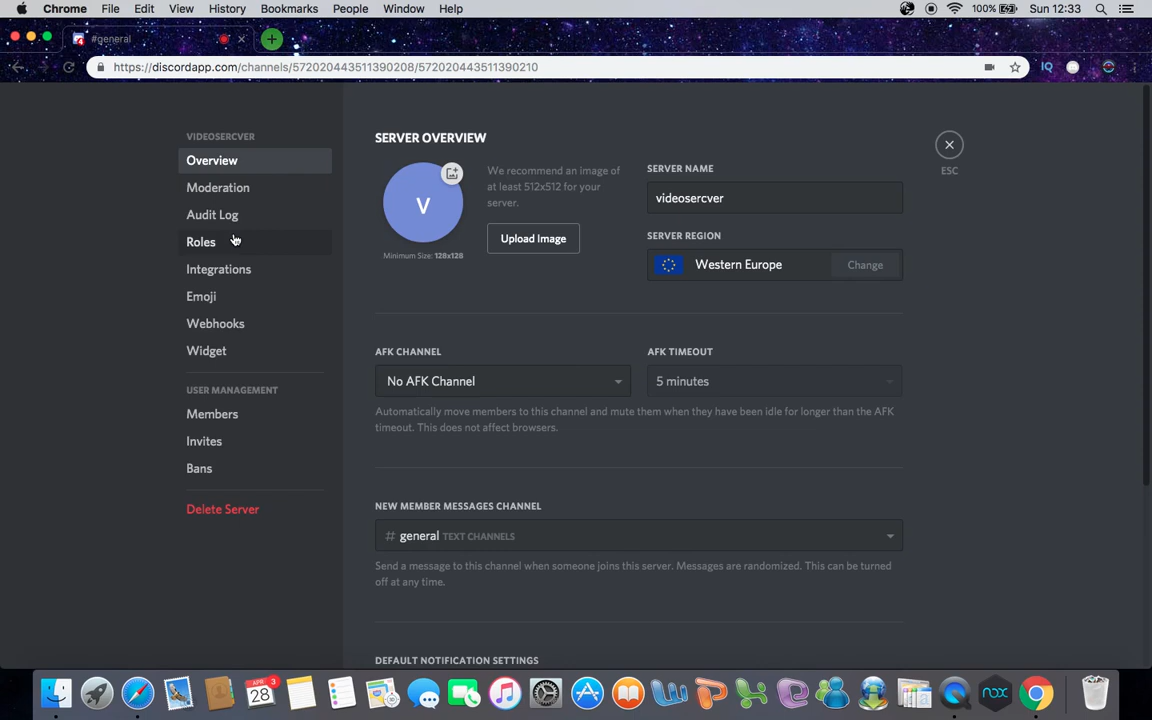 Chrome File Edit View History Bookmarks People Window Help 100% Sun 12:33
#general
https://discordapp.com/channels/572020443511390208/572020443511390210
IQ
VIDEOSERCVER
Overview
Moderation
Audit Log
Roles
Integrations
Emoji
Webhooks
Widget
USER MANAGEMENT
Members
Invites
Bans
Delete Server
SERVER OVERVIEW
V
Minimum Size: 128x128
We recommend an image of
at least 512x512 for your
server.
Upload Image
SERVER NAME
videosercver
SERVER REGION
Western Europe
Change
ESC
AFK CHANNEL
No AFK Channel
AFK TIMEOUT
5 minutes
Automatically move members to this channel and mute them when they have been idle for longer than the AFK
timeout. This does not affect browsers.
NEW MEMBER MESSAGES CHANNEL
# general TEXT CHANNELS
Send a message to this channel when someone joins this server. Messages are randomized. This can be turned
off at any time.
DEFAULT NOTIFICATION SETTINGS
APR 3
28
nox